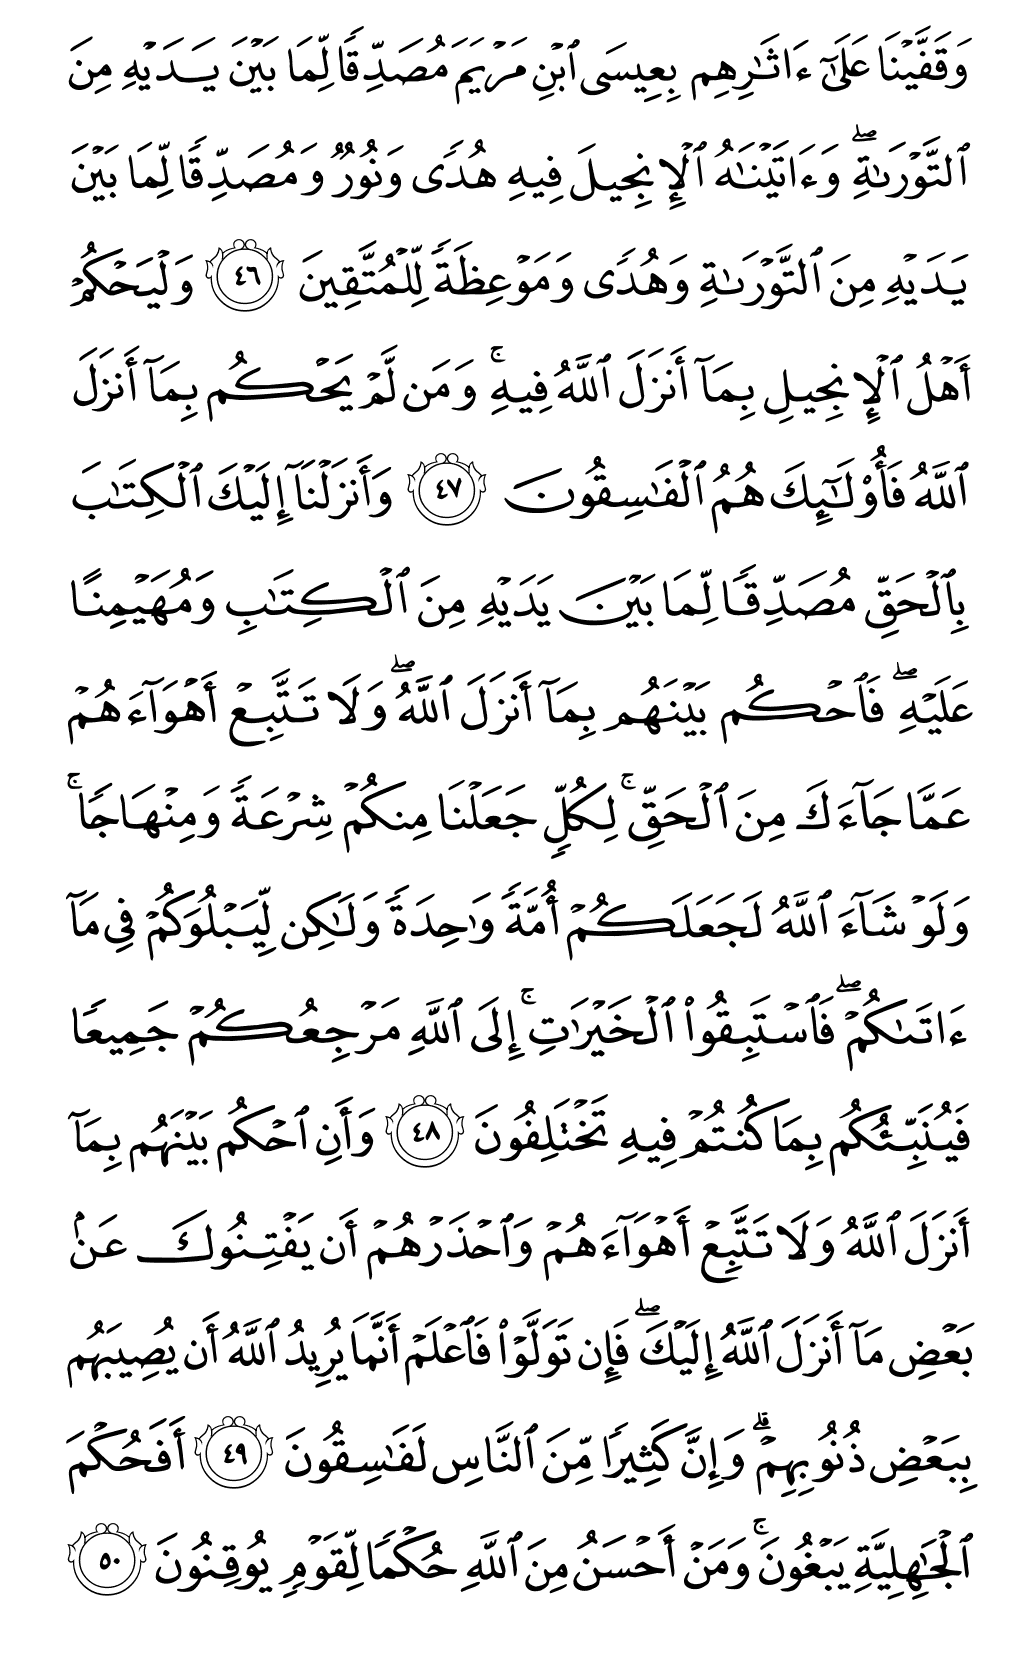 وَقَفَّيۡنَا عَلَىٰٓ ءَاثَٰرِهِم بِعِيسَى ٱبۡنِ مَرۡيَمَ مُصَدِّقٗا لِّمَا بَيۡنَ يَدَيۡهِ مِنَ
ٱلتَّوۡرَىٰةِۖ وَءَاتَيۡنَٰهُ ٱلۡإِنجِيلَ فِيهِ هُدٗى وَنُورٞ وَمُصَدِّقٗا لِّمَا بَيۡنَ
يَدَيۡهِ مِنَ ٱلتَّوۡرَىٰةِ وَهُدٗى وَمَوۡعِظَةٗ لِّلۡمُتَّقِينَ ٤٦ وَلۡيَحۡكُمۡ
أَهۡلُ ٱلۡإِنجِيلِ بِمَآ أَنزَلَ ٱللَّهُ فِيهِۚ وَمَن لَّمۡ يَحۡكُم بِمَآ أَنزَلَ
ٱللَّهُ فَأُوْلَٰٓئِكَ هُمُ ٱلۡفَٰسِقُونَ ٤٧ وَأَنزَلۡنَآ إِلَيۡكَ ٱلۡكِتَٰبَ
بِٱلۡحَقِّ مُصَدِّقٗا لِّمَا بَيۡنَ يَدَيۡهِ مِنَ ٱلۡكِتَٰبِ وَمُهَيۡمِنًا
عَلَيۡهِۖ فَٱحۡكُم بَيۡنَهُم بِمَآ أَنزَلَ ٱللَّهُۖ وَلَا تَتَّبِعۡ أَهۡوَآءَهُمۡ
عَمَّا جَآءَكَ مِنَ ٱلۡحَقِّۚ لِكُلّٖ جَعَلۡنَا مِنكُمۡ شِرۡعَةٗ وَمِنۡهَاجٗاۚ
وَلَوۡ شَآءَ ٱللَّهُ لَجَعَلَكُمۡ أُمَّةٗ وَٰحِدَةٗ وَلَٰكِن لِّيَبۡلُوَكُمۡ فِي مَآ
ءَاتَىٰكُمۡۖ فَٱسۡتَبِقُواْ ٱلۡخَيۡرَٰتِۚ إِلَى ٱللَّهِ مَرۡجِعُكُمۡ جَمِيعٗا
فَيُنَبِّئُكُم بِمَا كُنتُمۡ فِيهِ تَخۡتَلِفُونَ ٤٨ وَأَنِ ٱحۡكُم بَيۡنَهُم بِمَآ
أَنزَلَ ٱللَّهُ وَلَا تَتَّبِعۡ أَهۡوَآءَهُمۡ وَٱحۡذَرۡهُمۡ أَن يَفۡتِنُوكَ عَنۢ
بَعۡضِ مَآ أَنزَلَ ٱللَّهُ إِلَيۡكَۖ فَإِن تَوَلَّوۡاْ فَٱعۡلَمۡ أَنَّمَا يُرِيدُ ٱللَّهُ أَن يُصِيبَهُم
بِبَعۡضِ ذُنُوبِهِمۡۗ وَإِنَّ كَثِيرٗا مِّنَ ٱلنَّاسِ لَفَٰسِقُونَ ٤٩ أَفَحُكۡمَ
ٱلۡجَٰهِلِيَّةِ يَبۡغُونَۚ وَمَنۡ أَحۡسَنُ مِنَ ٱللَّهِ حُكۡمٗا لِّقَوۡمٖ يُوقِنُونَ ٥٠